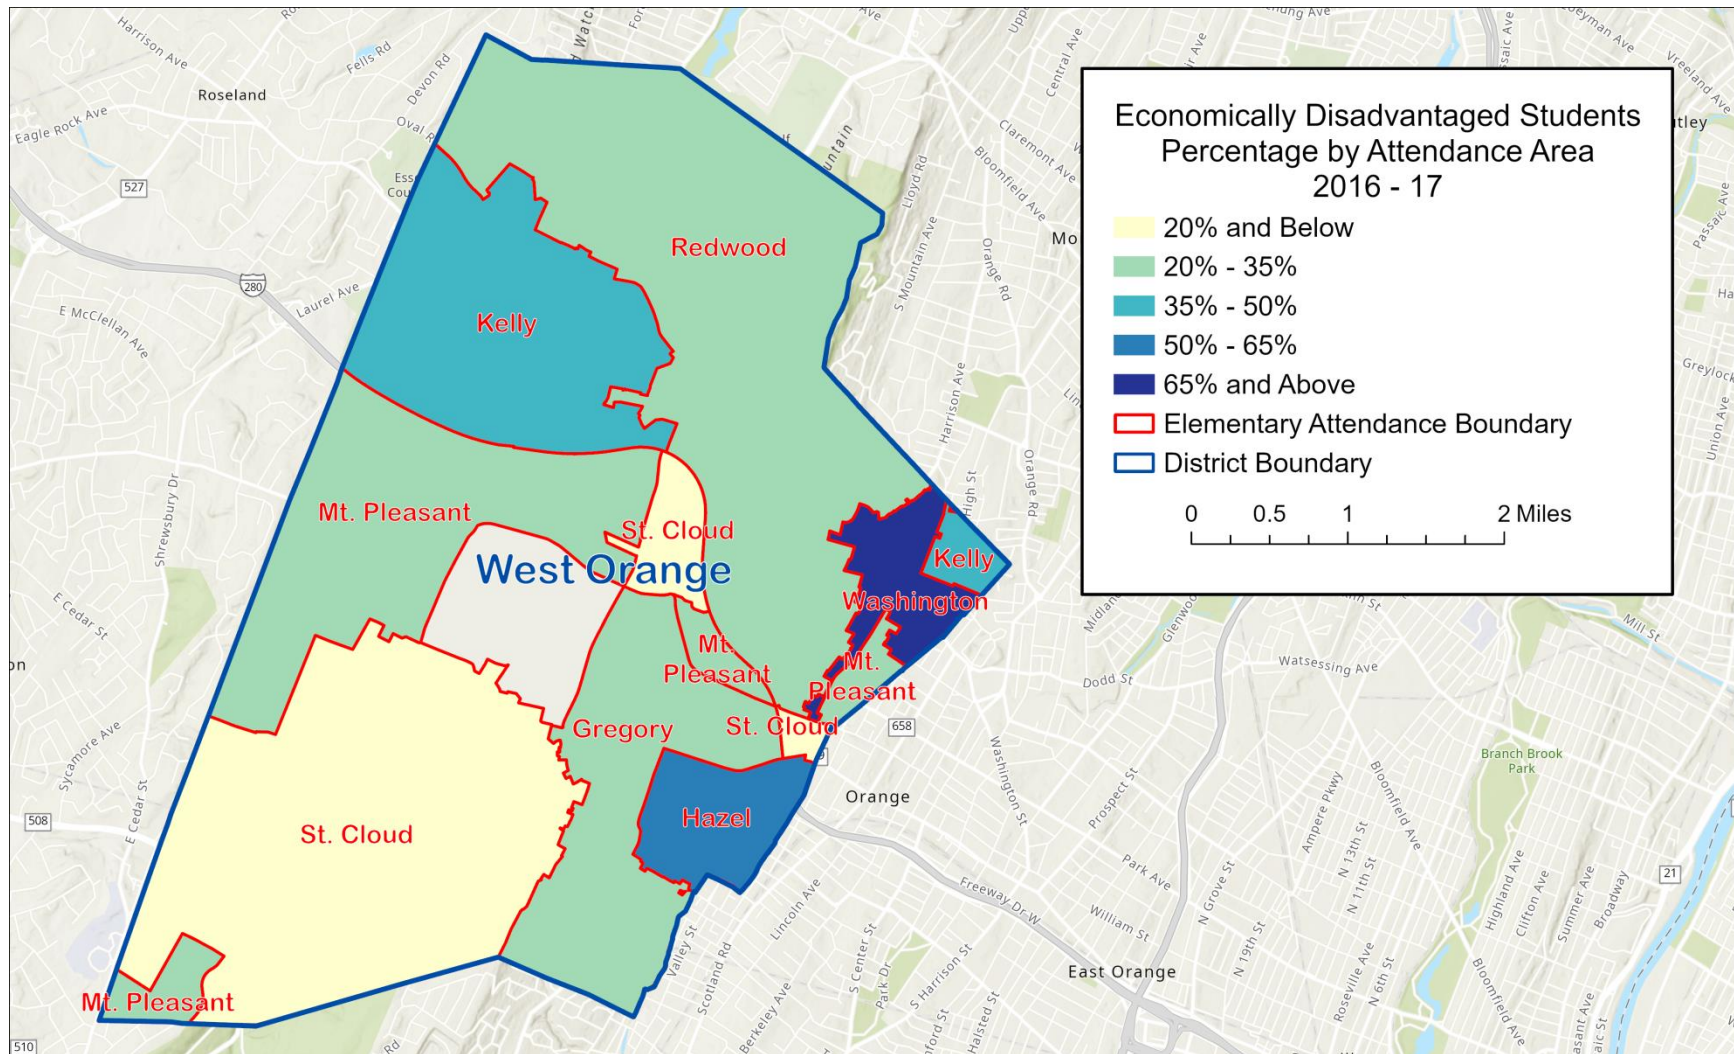 Harrison Ave
Fells Rd
Devon Rd
Roseland
Eagle Rock Ave
527
280
Laurel Ave
E McClellan Ave
Shrewsbury Dr
E Cedar St
Sycamore Ave
E Cedar St
508
510
Central Ave
Claremont Ave
Bloomfield Ave
Lloyd Rd
S Mountain Ave
Orange Rd
Harrison Ave
High St
Orange Rd
Redwood
Kelly
Mt. Pleasant
St. Cloud
West Orange
Kelly
Washington
Mt.
Pleasant
Mt.
Pleasant
Gregory
St. Cloud
Hazel
St. Cloud
Mt. Pleasant
Economically Disadvantaged Students
Percentage by Attendance Area
2016 - 17
20% and Below
20% - 35%
35% - 50%
50% - 65%
65% and Above
Elementary Attendance Boundary
District Boundary
0 0.5 1 2 Miles
Vreeland Ave
Passaic Ave
Union Ave
Mill St
Watsessing Ave
Dodd St
658
Washington St
Prospect St
Ampere Pkwy
Bloomfield Ave
Branch Brook
Park
Orange
Park Ave
N 13th St
N 11th St
Freeway Dr W
William St
N Grove St
N 19th St
Highland Ave
Clifton Ave
Summer Ave
Broadway
21
Lincoln Ave
Valley St
Scotland Rd
S Center St
Park Dr
S Harrison St
Berkeley Ave
Halsted St
East Orange
Roseville Ave
N 6th St
Bloomfield Ave